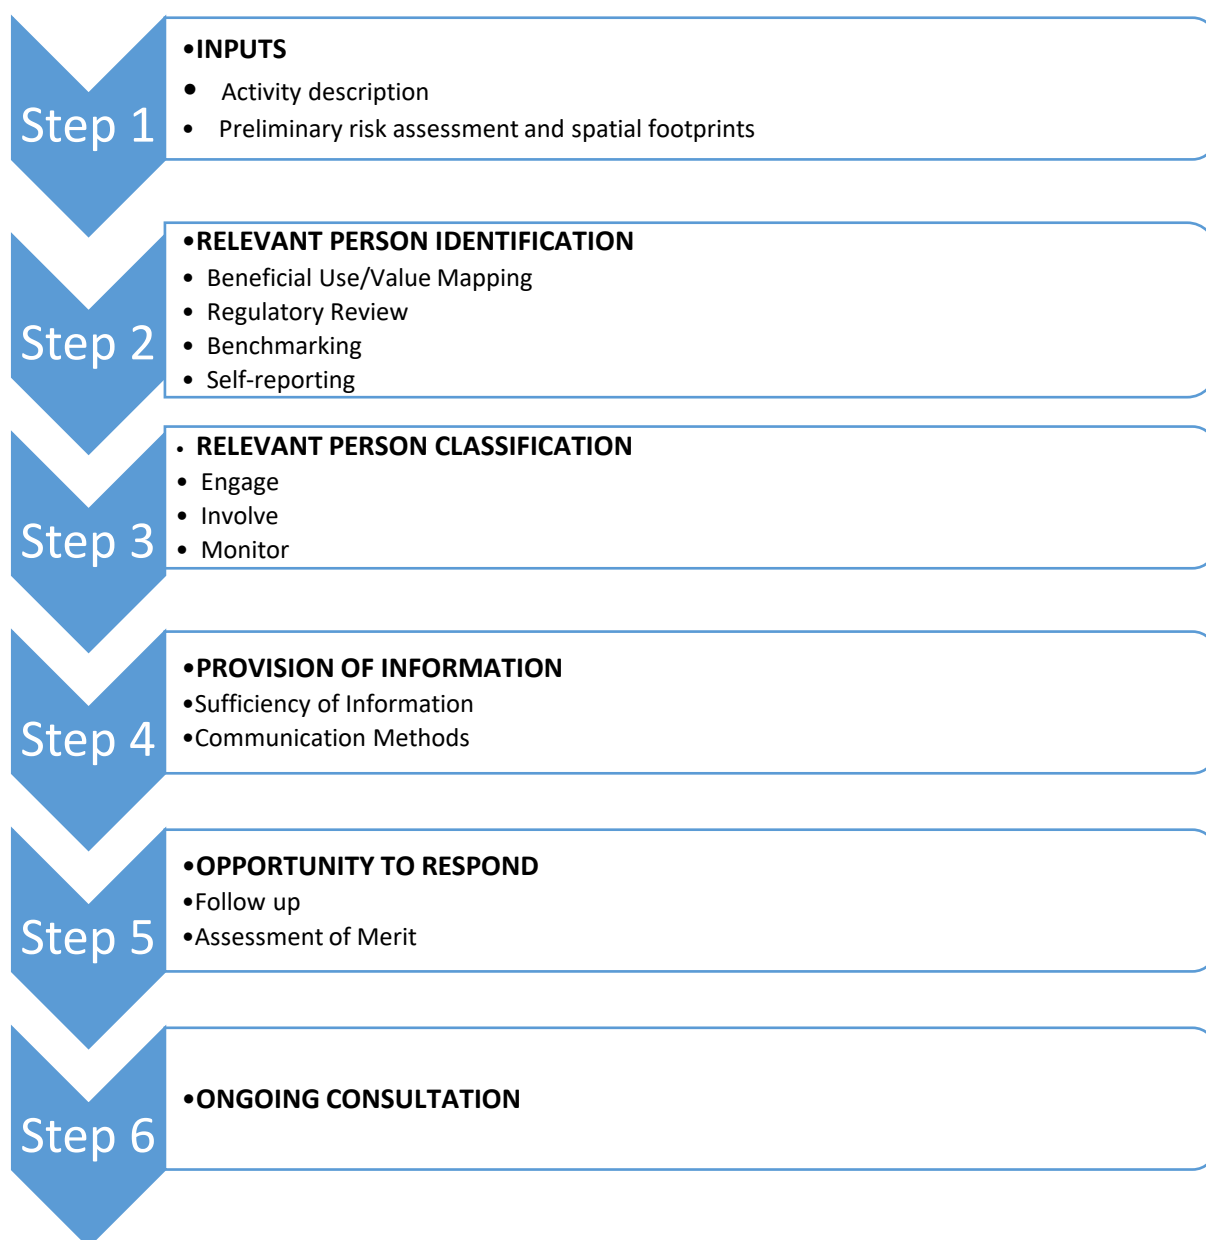 Step 1
•INPUTS
• Activity description
• Preliminary risk assessment and spatial footprints
Step 2
•RELEVANT PERSON IDENTIFICATION
• Beneficial Use/Value Mapping
• Regulatory Review
• Benchmarking
• Self-reporting
Step 3
• RELEVANT PERSON CLASSIFICATION
• Engage
• Involve
• Monitor
Step 4
•PROVISION OF INFORMATION
•Sufficiency of Information
•Communication Methods
Step 5
•OPPORTUNITY TO RESPOND
•Follow up
•Assessment of Merit
Step 6
•ONGOING CONSULTATION